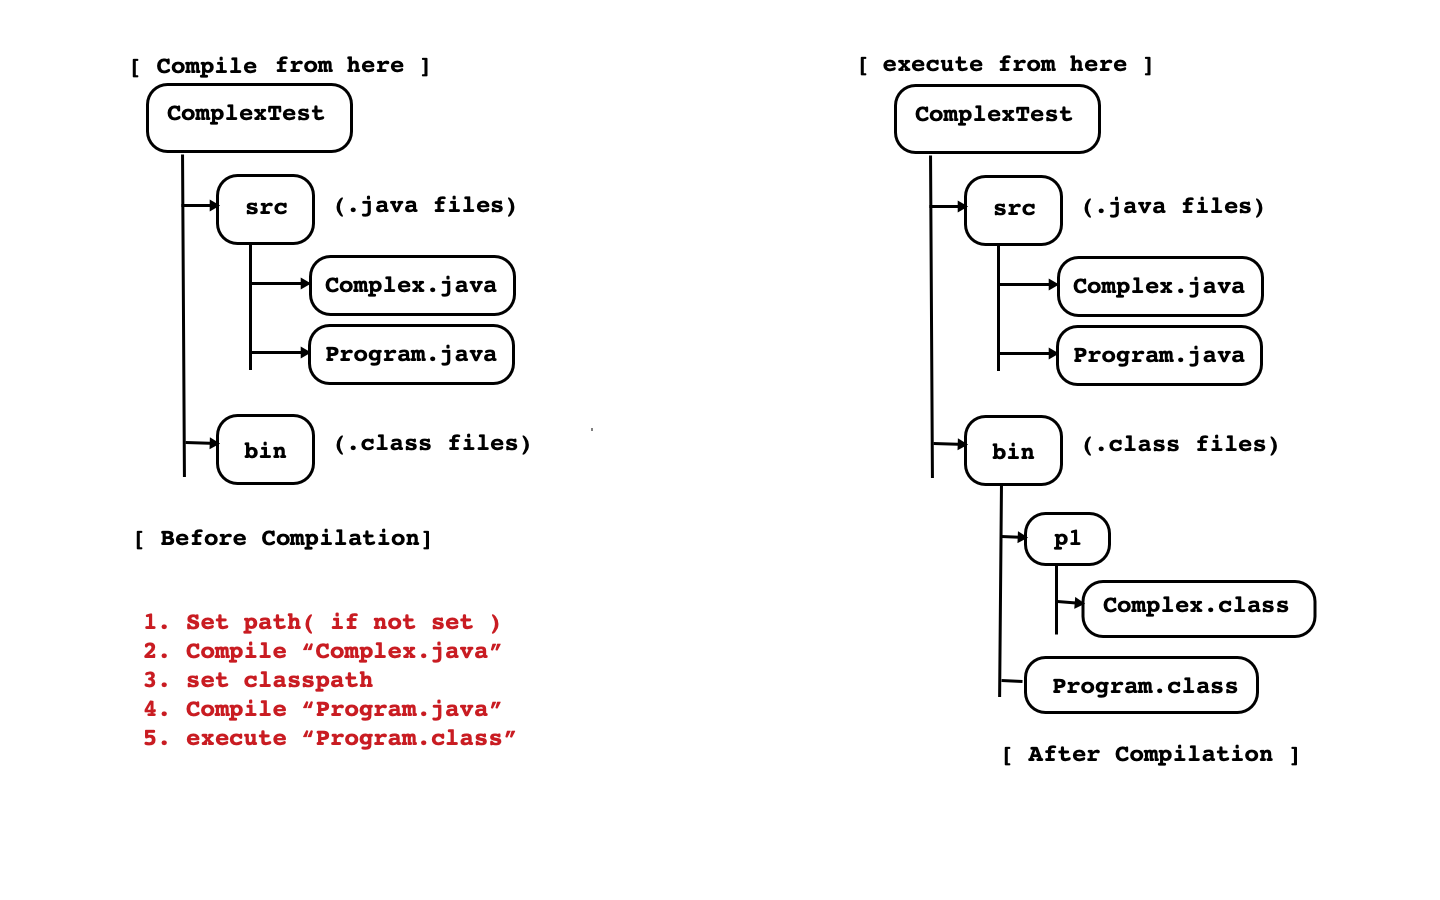 [ Compile from here ]
ComplexTest
src (.java files)
Complex.java
Program.java
bin (.class files)
[ Before Compilation]
1. Set path( if not set )
2. Compile “Complex.java”
3. set classpath
4. Compile “Program.java”
5. execute “Program.class”
[ execute from here ]
ComplexTest
src (.java files)
Complex.java
Program.java
bin (.class files)
p1
Complex.class
Program.class
[ After Compilation ]